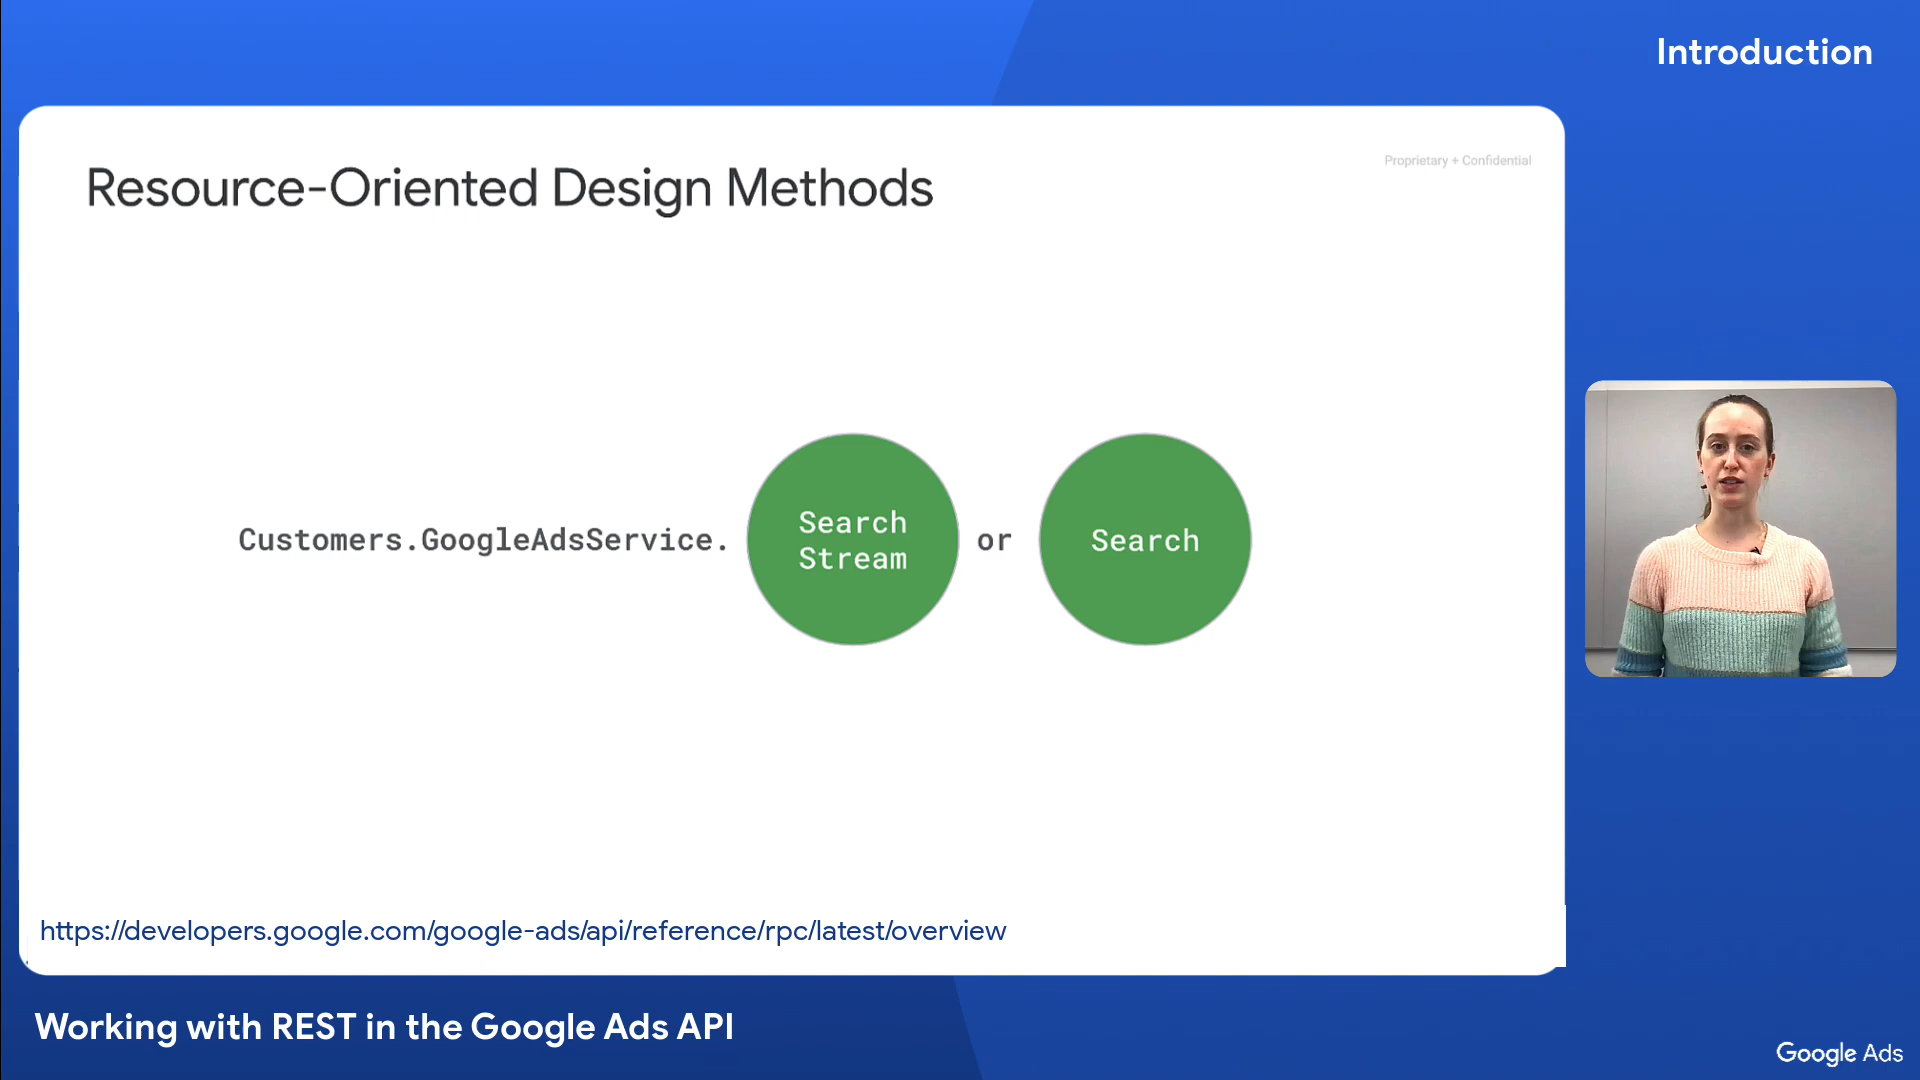 Introduction
Resource-Oriented Design Methods
Proprietary + Confidential
Customers.GoogleAdsService.
Search
Stream
or
Search
https://developers.google.com/google-ads/api/reference/rpc/latest/overview
Working with REST in the Google Ads API
Google Ads